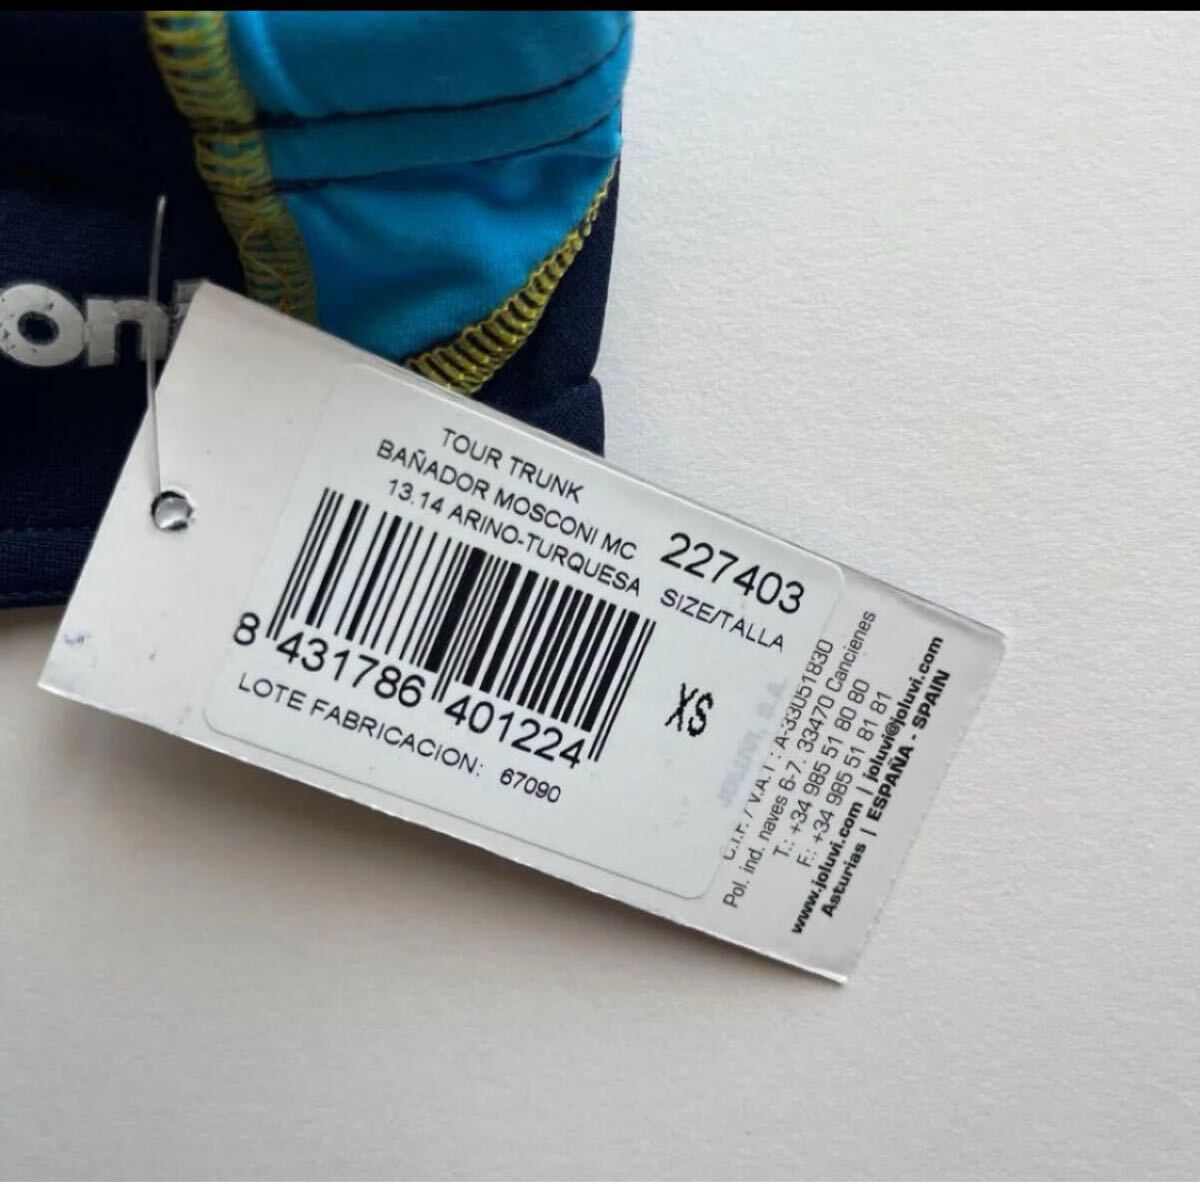 on
TOUR TRUNK
BAÑADOR MOSCONI MC
13.14 ARINO-TURQUESA
227403
SIZE/TALLA
XS
8 431786 401224
LOTE FABRICACION: 67090
JOLUVI, S.A.
C.I.F. / V.A.T.: A-33051830
Pol. ind. naves 6-7. 33470 Cancienes
T.: +34 985 51 80 80
F.: +34 985 51 81 81
www.joluvi.com | joluvi@joluvi.com
Asturias | ESPAÑA - SPAIN